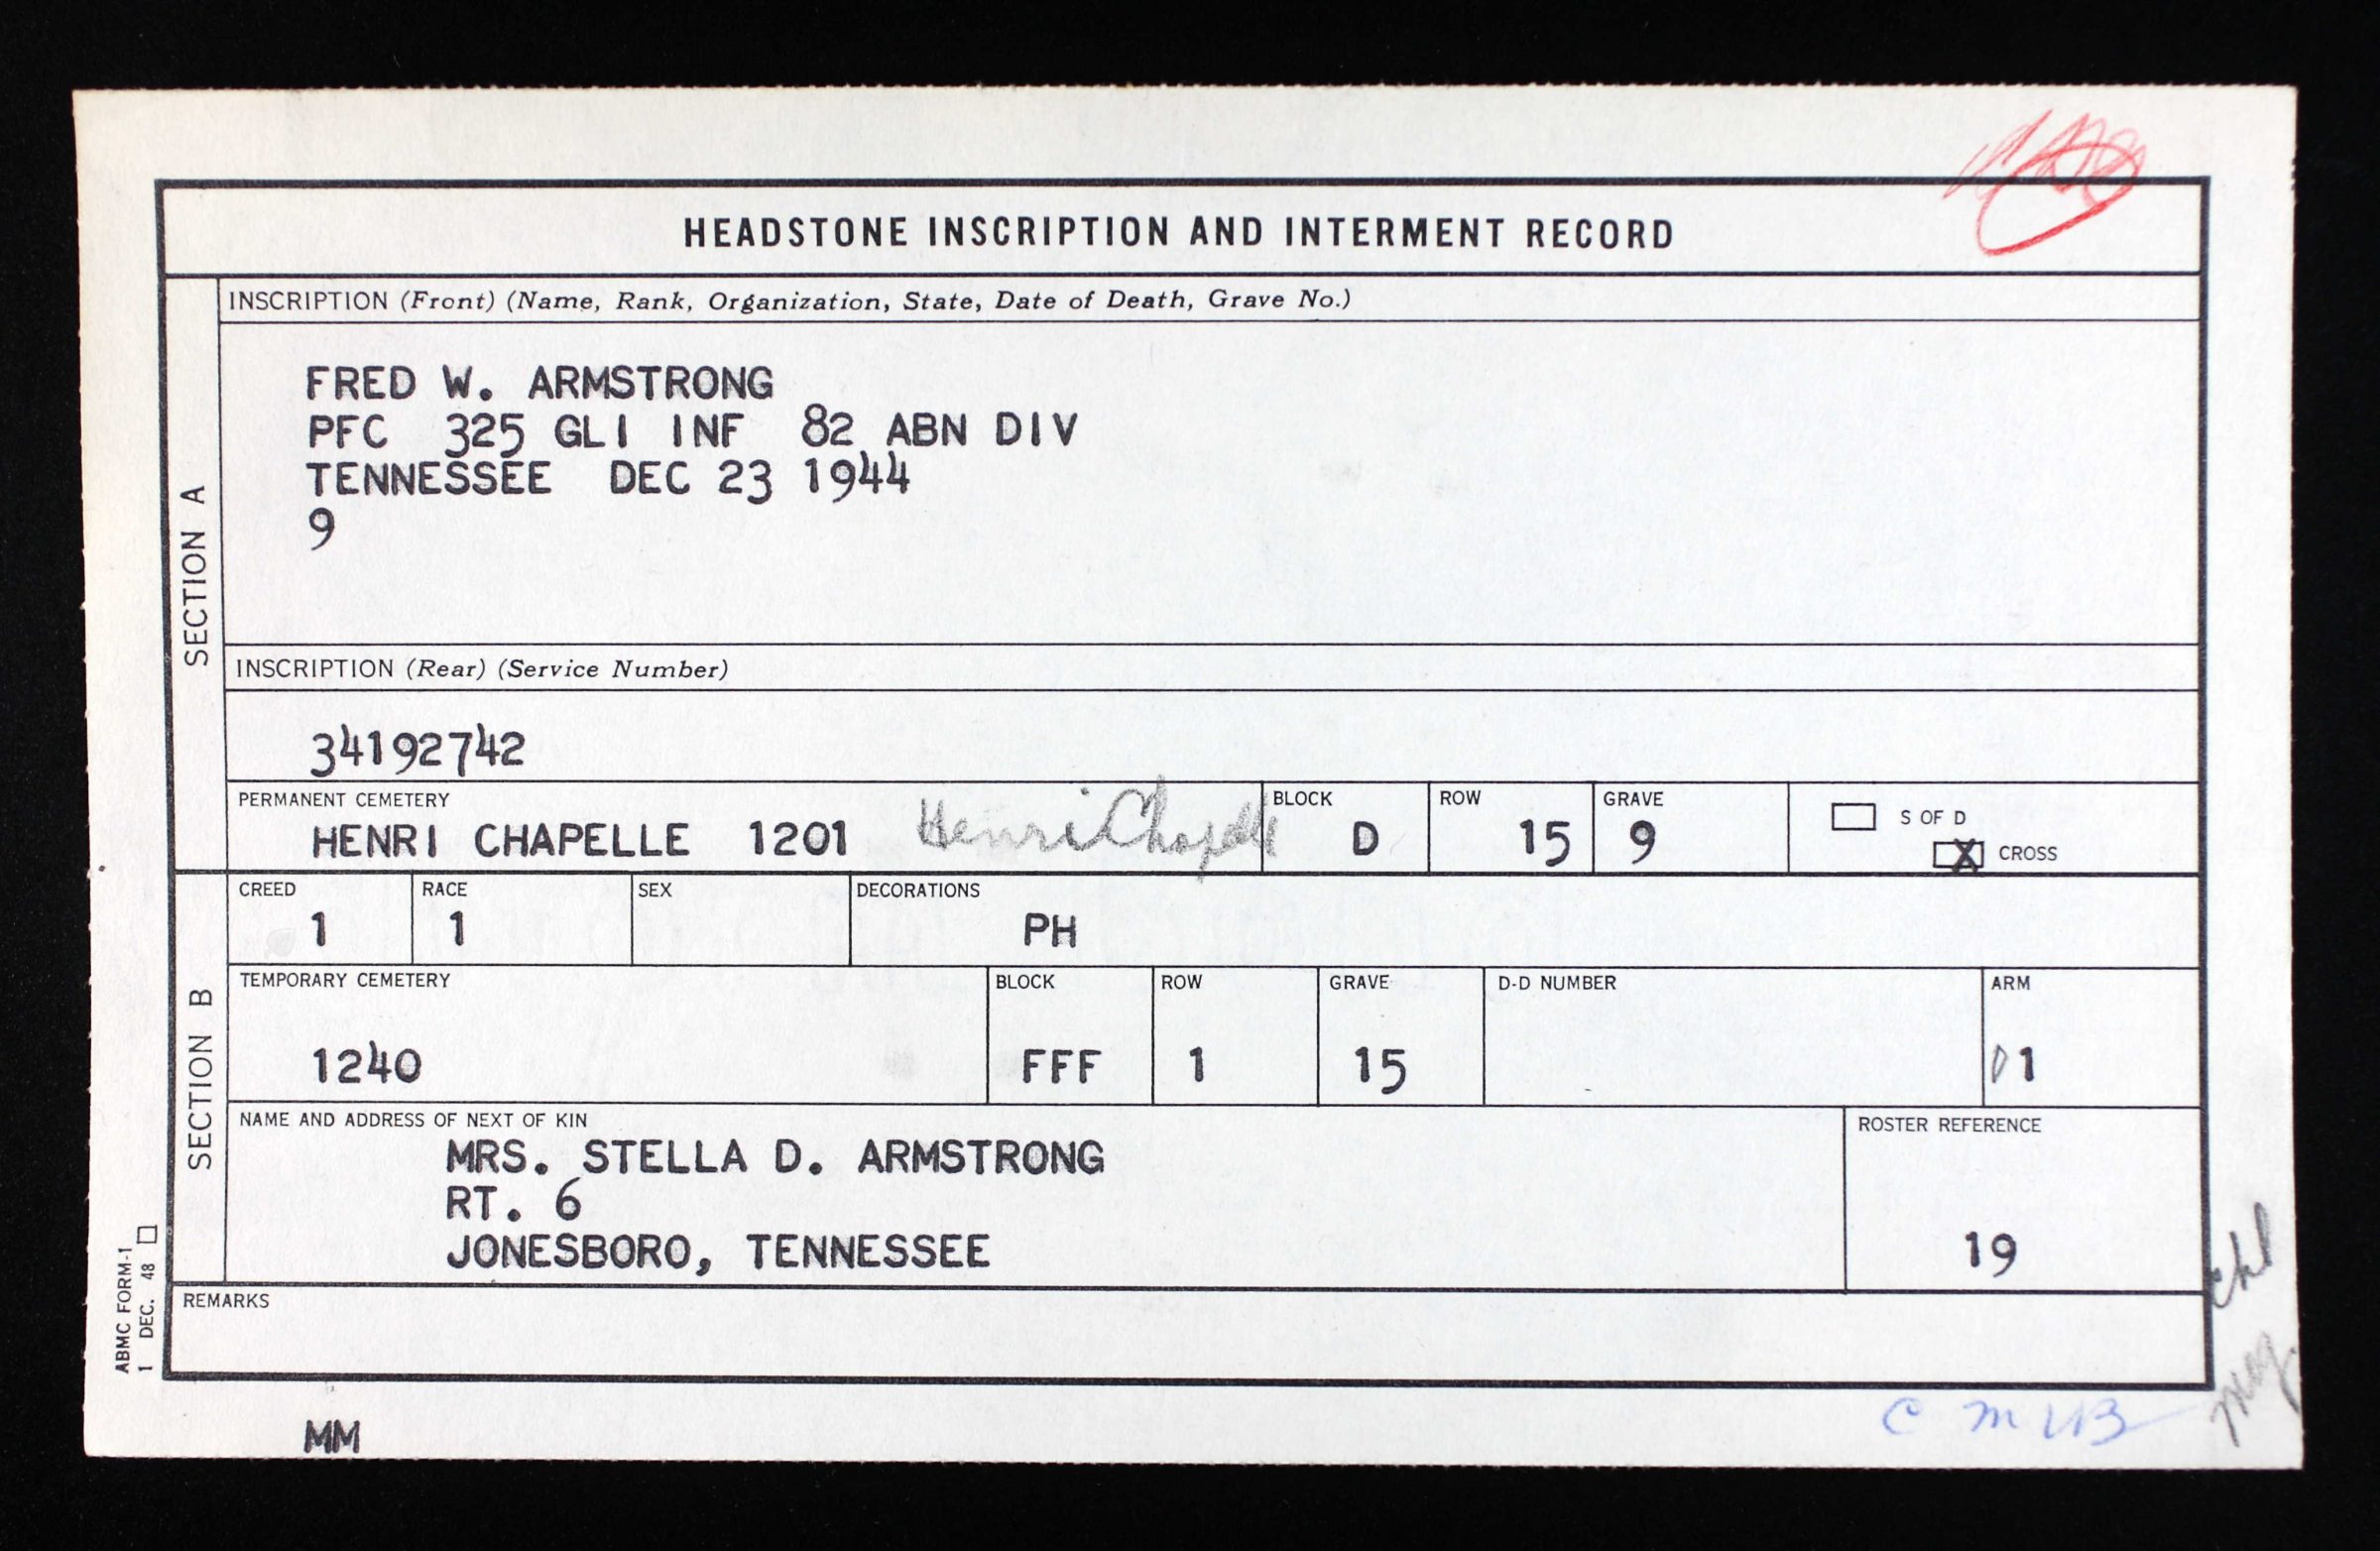 HEADSTONE INSCRIPTION AND INTERMENT RECORD
SECTION A
INSCRIPTION (Front) (Name, Rank, Organization, State, Date of Death, Grave No.)
FRED W. ARMSTRONG
PFC 325 GLI INF 82 ABN DIV
TENNESSEE DEC 23 1944
9
INSCRIPTION (Rear) (Service Number)
34192742
PERMANENT CEMETERY
HENRI CHAPELLE 1201 Henri Chapelle
BLOCK
D
ROW
15
GRAVE
9
S OF D
X CROSS
SECTION B
CREED
1
RACE
1
SEX
DECORATIONS
PH
TEMPORARY CEMETERY
1240
BLOCK
FFF
ROW
1
GRAVE
15
D-D NUMBER
ARM
01
NAME AND ADDRESS OF NEXT OF KIN
MRS. STELLA D. ARMSTRONG
RT. 6
JONESBORO, TENNESSEE
ROSTER REFERENCE
19
REMARKS
ABMC FORM-1
1 DEC. 48
MM